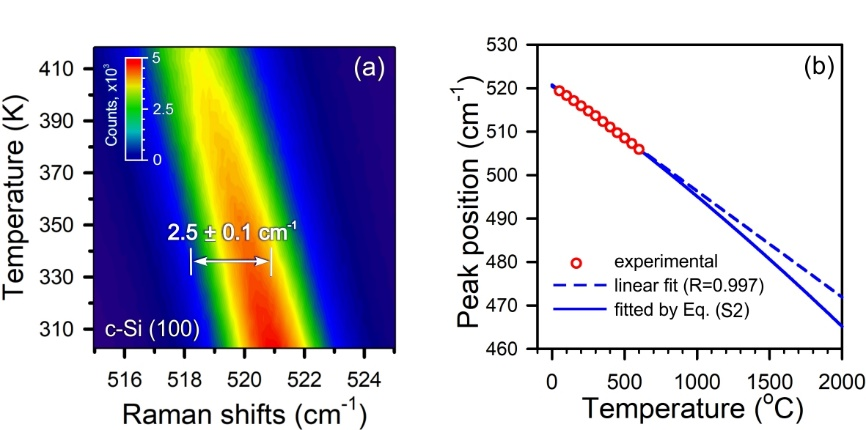 (a)
Counts, x10³
5
2.5
0
410
390
370
350
330
310
Temperature (K)
2.5 ± 0.1 cm⁻¹
c-Si (100)
516 518 520 522 524
Raman shifts (cm⁻¹)
(b)
530
520
510
500
490
480
470
460
Peak position (cm⁻¹)
experimental
linear fit (R=0.997)
fitted by Eq. (S2)
0 500 1000 1500 2000
Temperature (°C)